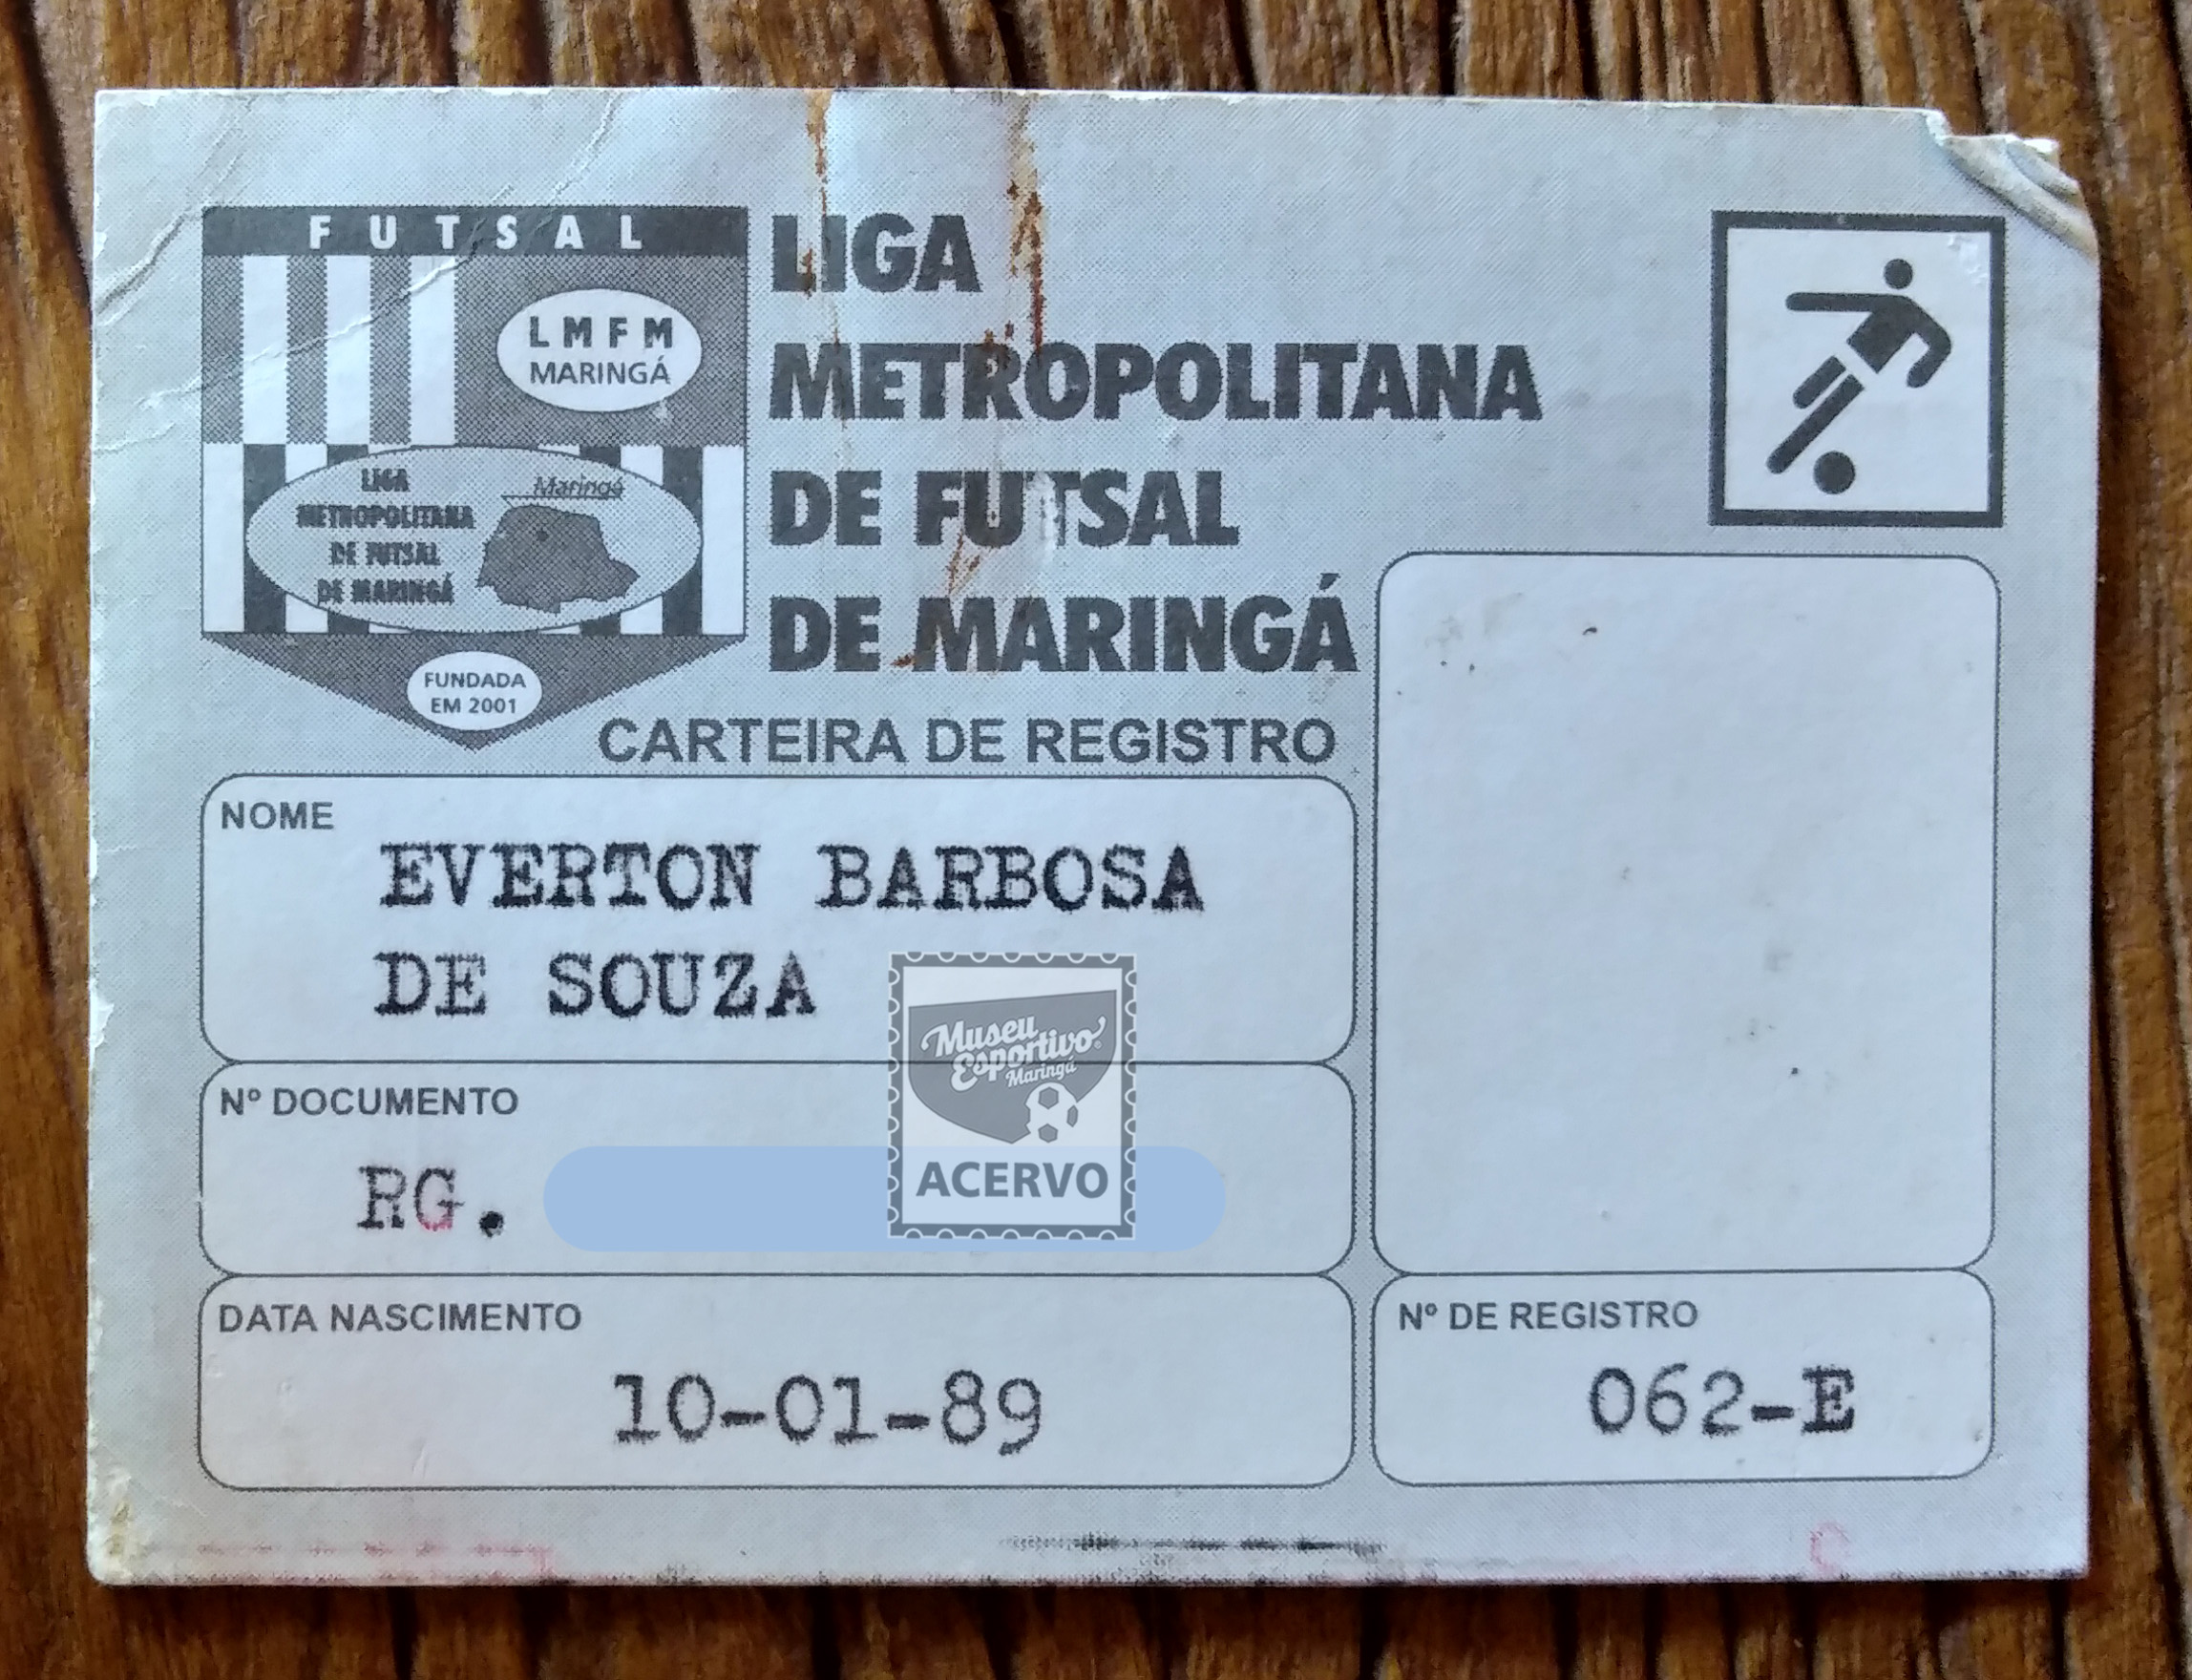 FUTSAL
LMFM
MARINGÁ
LIGA
METROPOLITANA
DE FUTSAL
DE MARINGÁ
Maringá
FUNDADA
EM 2001
LIGA
METROPOLITANA
DE FUTSAL
DE MARINGÁ
CARTEIRA DE REGISTRO
NOME
EVERTON BARBOSA
DE SOUZA
Museu
Esportivo
Maringá
ACERVO
Nº DOCUMENTO
RG.
DATA NASCIMENTO
10-01-89
Nº DE REGISTRO
062-E